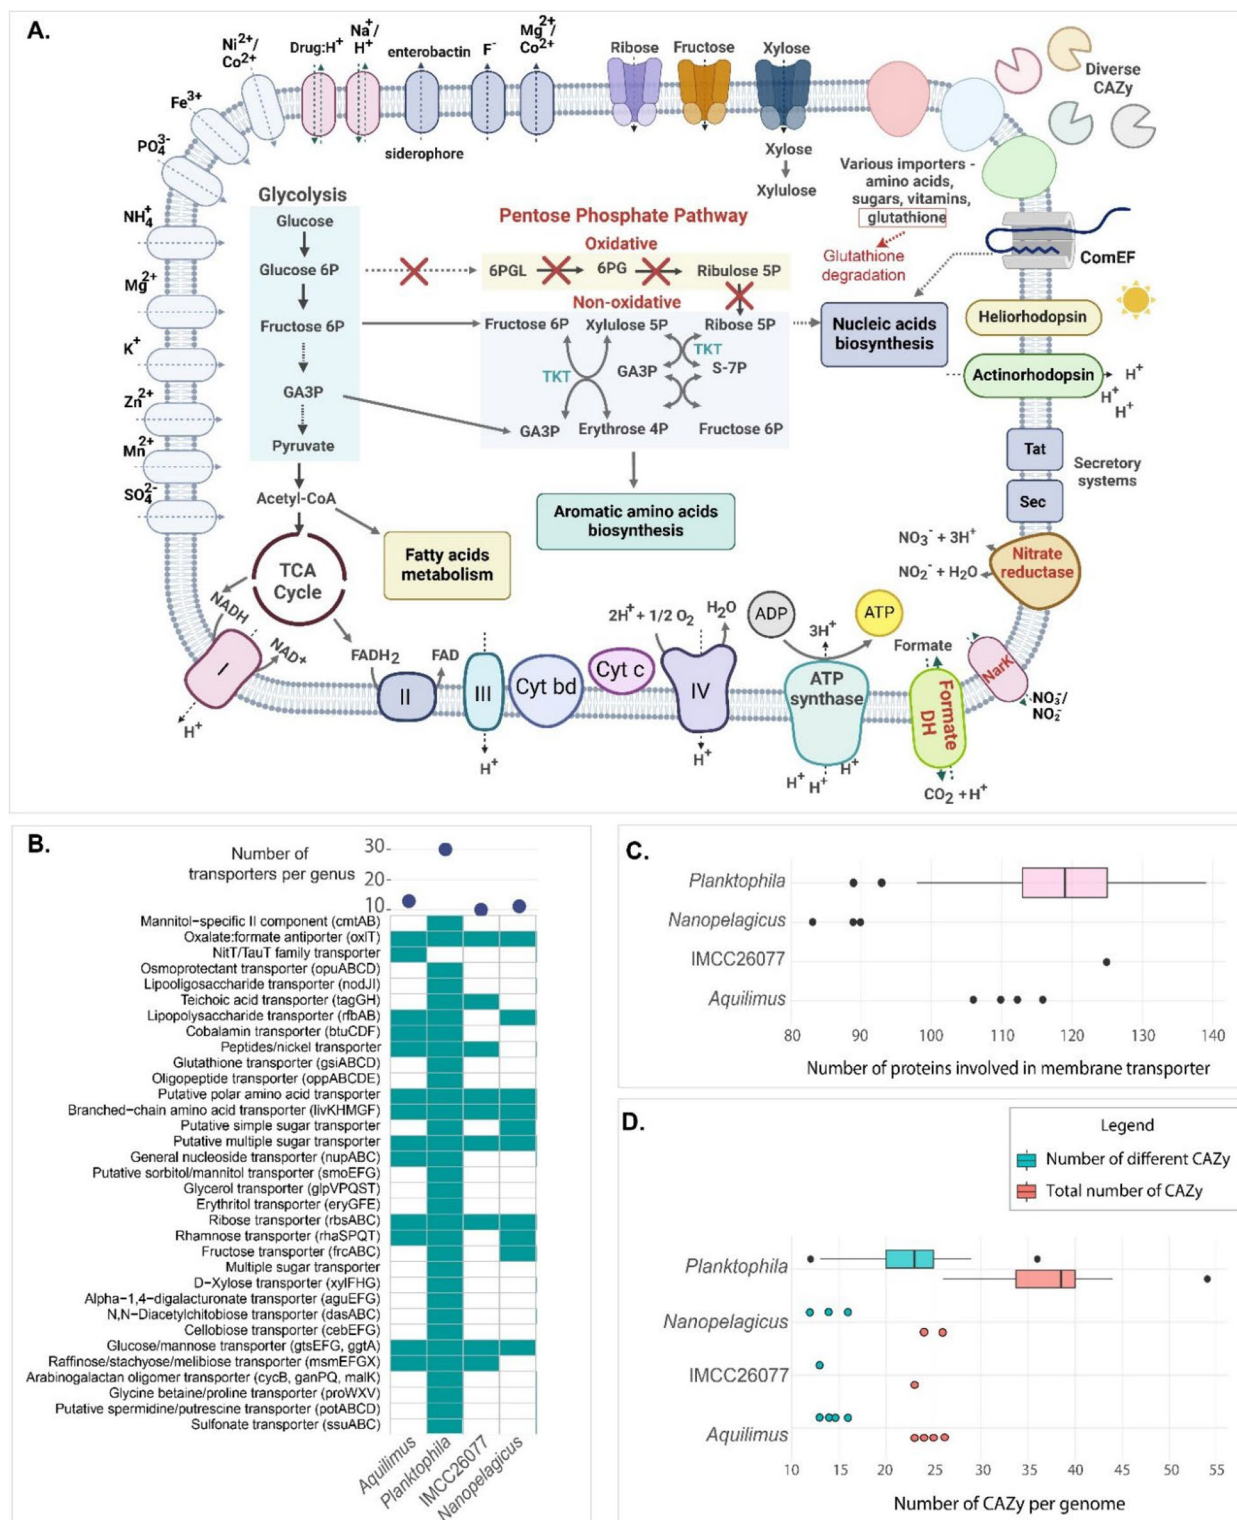 A.
Ni2+/
Co2+
Drug:H+
Na+/
H+
enterobactin
F-
Mg2+/
Co2+
Ribose
Fructose
Xylose
Diverse
CAZy
Fe3+
siderophore
PO43-
Xylose
Xylulose
Various importers -
amino acids,
sugars, vitamins,
glutathione
Glutathione
degradation
NH4+
Mg2+
K+
Zn2+
Mn2+
SO42-
Glycolysis
Glucose
Glucose 6P
Fructose 6P
GA3P
Pyruvate
Acetyl-CoA
Pentose Phosphate Pathway
Oxidative
6PGL
6PG
Ribulose 5P
Non-oxidative
Fructose 6P
Xylulose 5P
Ribose 5P
TKT
GA3P
TKT
S-7P
GA3P
Erythrose 4P
Fructose 6P
ComEF
Nucleic acids
biosynthesis
Heliorhodopsin
Actinorhodopsin
H+
H+
H+
Tat
Sec
Secretory
systems
Aromatic amino acids
biosynthesis
Fatty acids
metabolism
TCA
Cycle
NO3- + 3H+
NO2- + H2O
Nitrate
reductase
NADH
NAD+
I
H+
FADH2
FAD
II
III
H+
Cyt bd
Cyt c
2H+ + 1/2 O2
H2O
IV
H+
ADP
3H+
ATP
ATP
synthase
H+
H+
H+
Formate
Formate
DH
CO2 + H+
NarK
NO3-/
NO2-
B.
Number of
transporters per genus
30
20
10
Mannitol−specific II component (cmtAB)
Oxalate:formate antiporter (oxlT)
NitT/TauT family transporter
Osmoprotectant transporter (opuABCD)
Lipooligosaccharide transporter (nodJI)
Teichoic acid transporter (tagGH)
Lipopolysaccharide transporter (rfbAB)
Cobalamin transporter (btuCDF)
Peptides/nickel transporter
Glutathione transporter (gsiABCD)
Oligopeptide transporter (oppABCDE)
Putative polar amino acid transporter
Branched−chain amino acid transporter (livKHMGF)
Putative simple sugar transporter
Putative multiple sugar transporter
General nucleoside transporter (nupABC)
Putative sorbitol/mannitol transporter (smoEFG)
Glycerol transporter (glpVPQST)
Erythritol transporter (eryGFE)
Ribose transporter (rbsABC)
Rhamnose transporter (rhaSPQT)
Fructose transporter (frcABC)
Multiple sugar transporter
D−Xylose transporter (xylFHG)
Alpha−1,4−digalacturonate transporter (aguEFG)
N,N−Diacetylchitobiose transporter (dasABC)
Cellobiose transporter (cebEFG)
Glucose/mannose transporter (gtsEFG, ggtA)
Raffinose/stachyose/melibiose transporter (msmEFGX)
Arabinogalactan oligomer transporter (cycB, ganPQ, malK)
Glycine betaine/proline transporter (proWXV)
Putative spermidine/putrescine transporter (potABCD)
Sulfonate transporter (ssuABC)
Aquilimus
Planktophila
IMCC26077
Nanopelagicus
C.
Planktophila
Nanopelagicus
IMCC26077
Aquilimus
80 90 100 110 120 130 140
Number of proteins involved in membrane transporter
D.
Legend
Number of different CAZy
Total number of CAZy
Planktophila
Nanopelagicus
IMCC26077
Aquilimus
10 15 20 25 30 35 40 45 50 55
Number of CAZy per genome